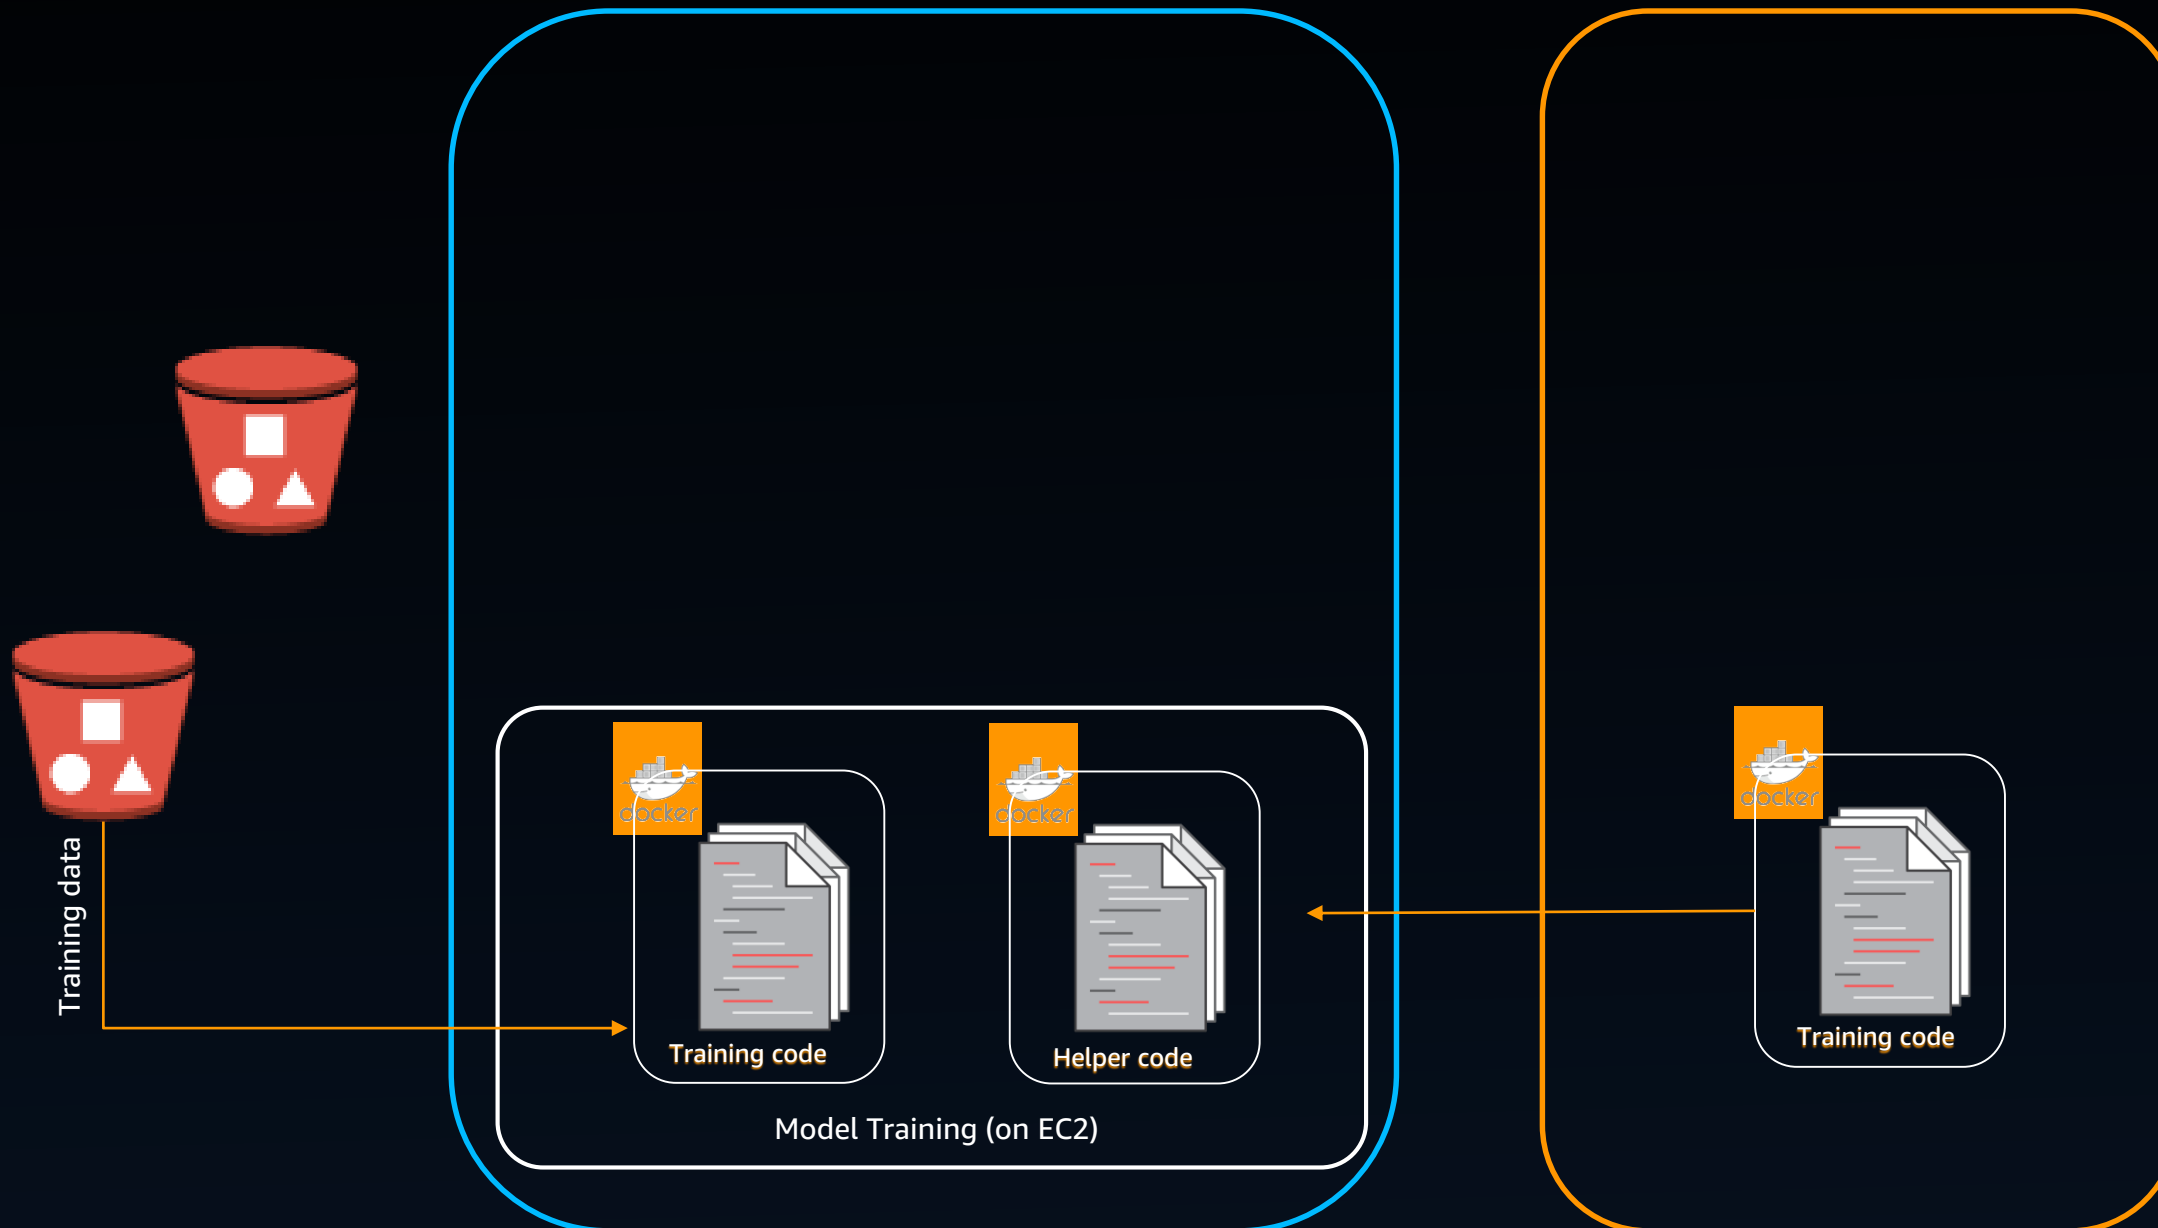 docker
docker
docker
Training data
Training code
Helper code
Training code
Model Training (on EC2)